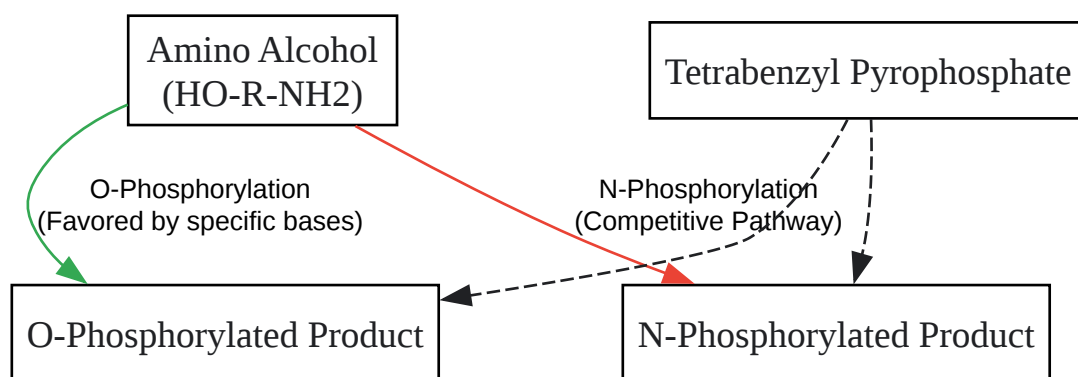 Amino Alcohol
(HO-R-NH2)
Tetrabenzyl Pyrophosphate
O-Phosphorylation
(Favored by specific bases)
N-Phosphorylation
(Competitive Pathway)
O-Phosphorylated Product
N-Phosphorylated Product